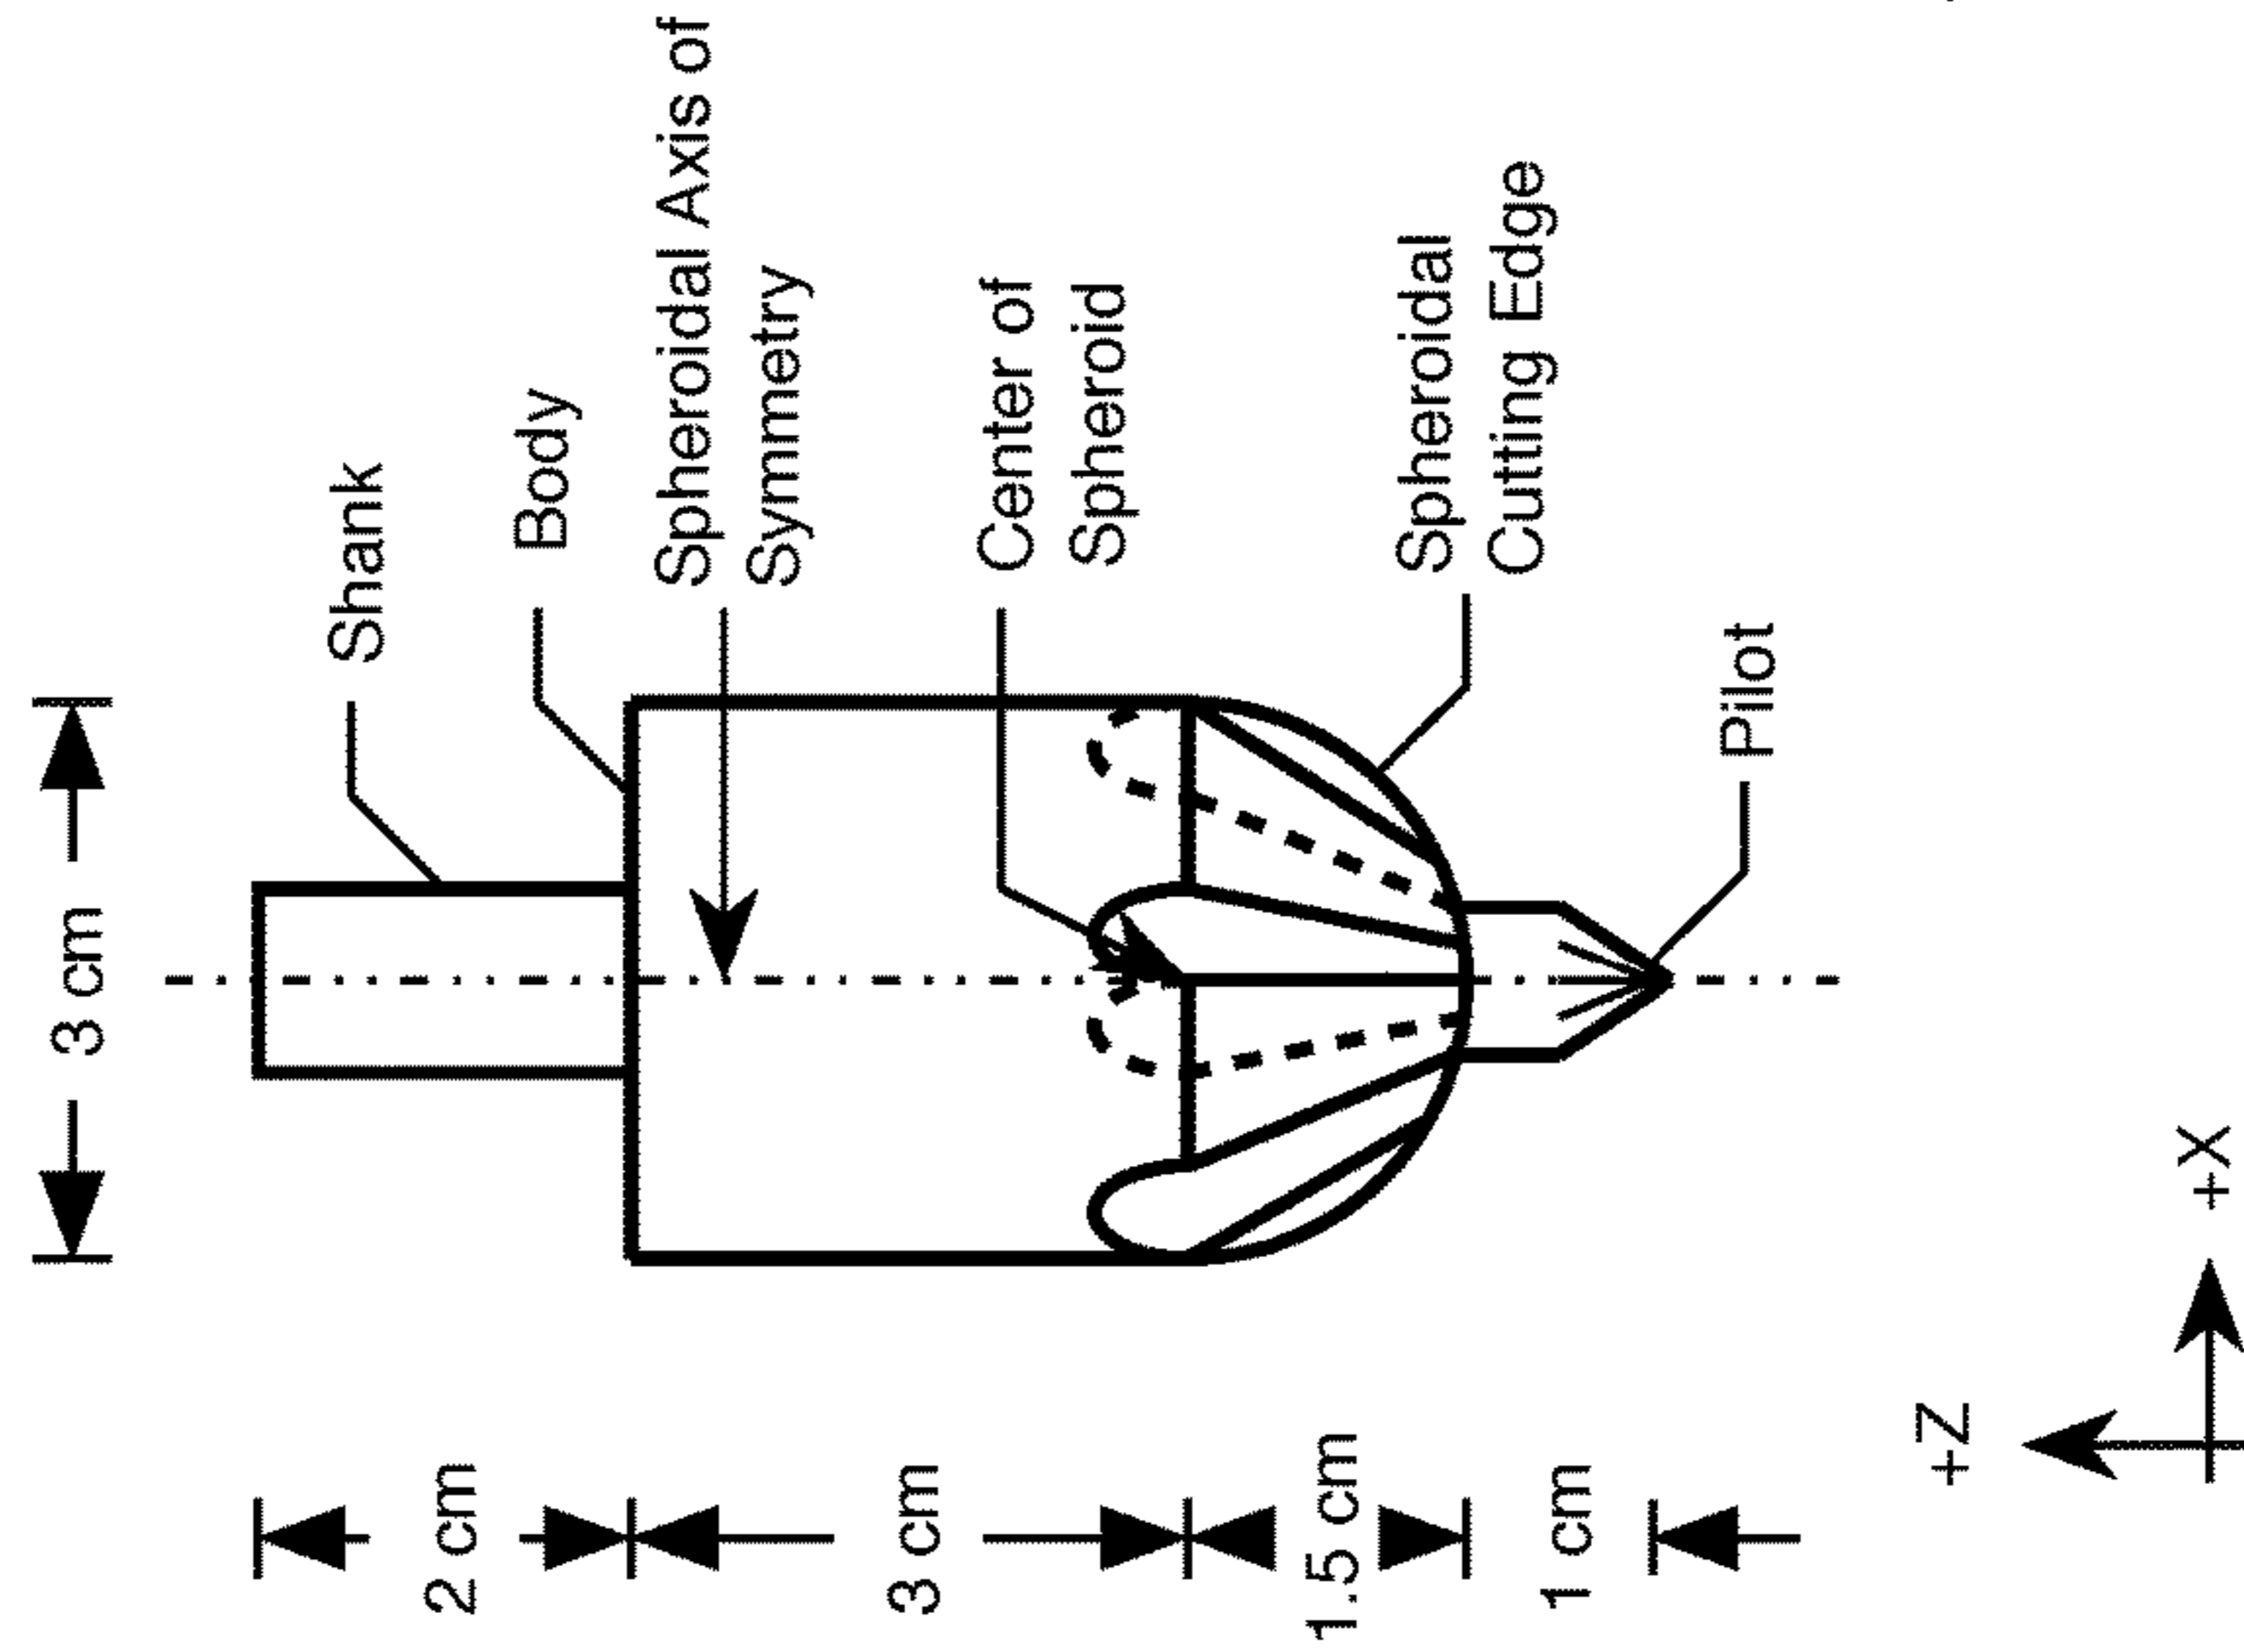 3 cm
Shank
Body
Spheroidal Axis of
Symmetry
Center of
Spheroid
Spheroidal
Cutting Edge
Pilot
2 cm
3 cm
1.5 cm
1 cm
+Z
+X